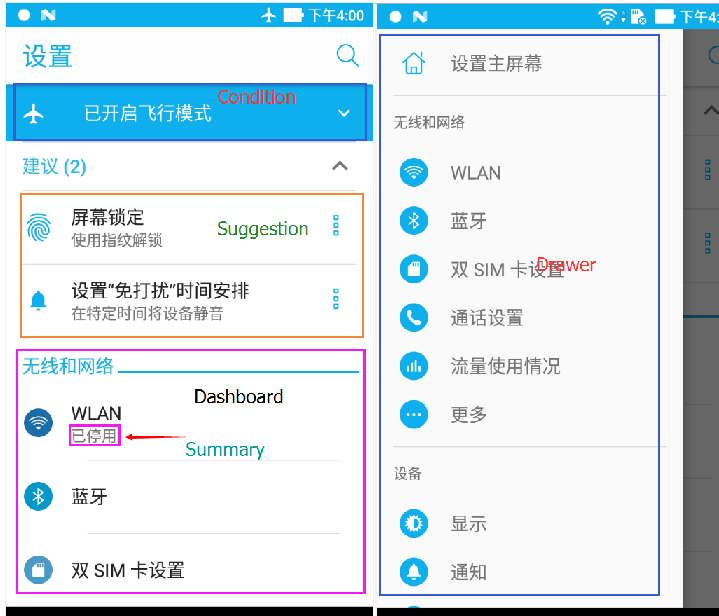 下午4:00
设置
Condition
已开启飞行模式
建议 (2)
屏幕锁定
使用指纹解锁
Suggestion
设置“免打扰”时间安排
在特定时间将设备静音
无线和网络
Dashboard
WLAN
已停用
Summary
蓝牙
双 SIM 卡设置
下午4:
设置主屏幕
无线和网络
WLAN
蓝牙
双 SIM 卡设置
Drawer
通话设置
流量使用情况
更多
设备
显示
通知